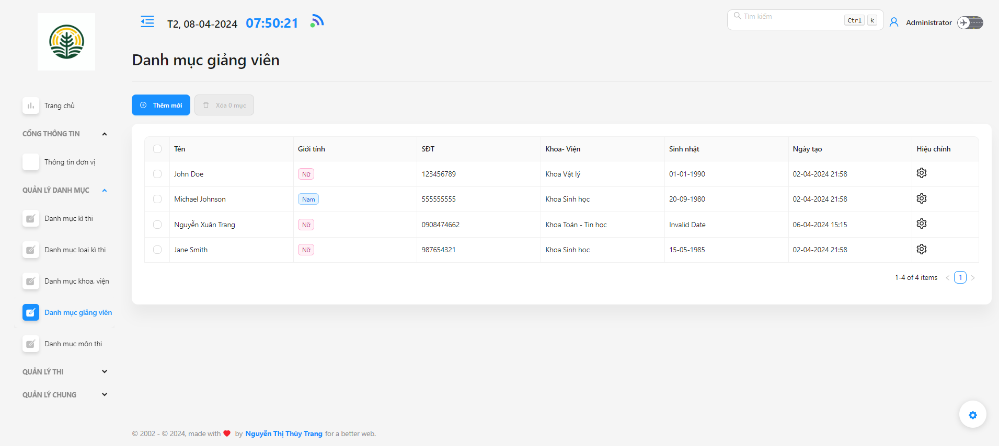 T2, 08-04-2024 07:50:21
Tìm kiếm Ctrl k
Administrator
Danh mục giảng viên
Trang chủ
CỔNG THÔNG TIN
Thông tin đơn vị
QUẢN LÝ DANH MỤC
Danh mục kì thi
Danh mục loại kì thi
Danh mục khoa, viện
Danh mục giảng viên
Danh mục môn thi
QUẢN LÝ THI
QUẢN LÝ CHUNG
Thêm mới Xóa 0 mục
Tên Giới tính SĐT Khoa- Viện Sinh nhật Ngày tạo Hiệu chỉnh
John Doe Nữ 123456789 Khoa Vật lý 01-01-1990 02-04-2024 21:58
Michael Johnson Nam 555555555 Khoa Sinh học 20-09-1980 02-04-2024 21:58
Nguyễn Xuân Trang Nữ 0908474662 Khoa Toán - Tin học Invalid Date 06-04-2024 15:15
Jane Smith Nữ 987654321 Khoa Sinh học 15-05-1985 02-04-2024 21:58
1-4 of 4 items 1
© 2002 - © 2024, made with by Nguyễn Thị Thùy Trang for a better web.